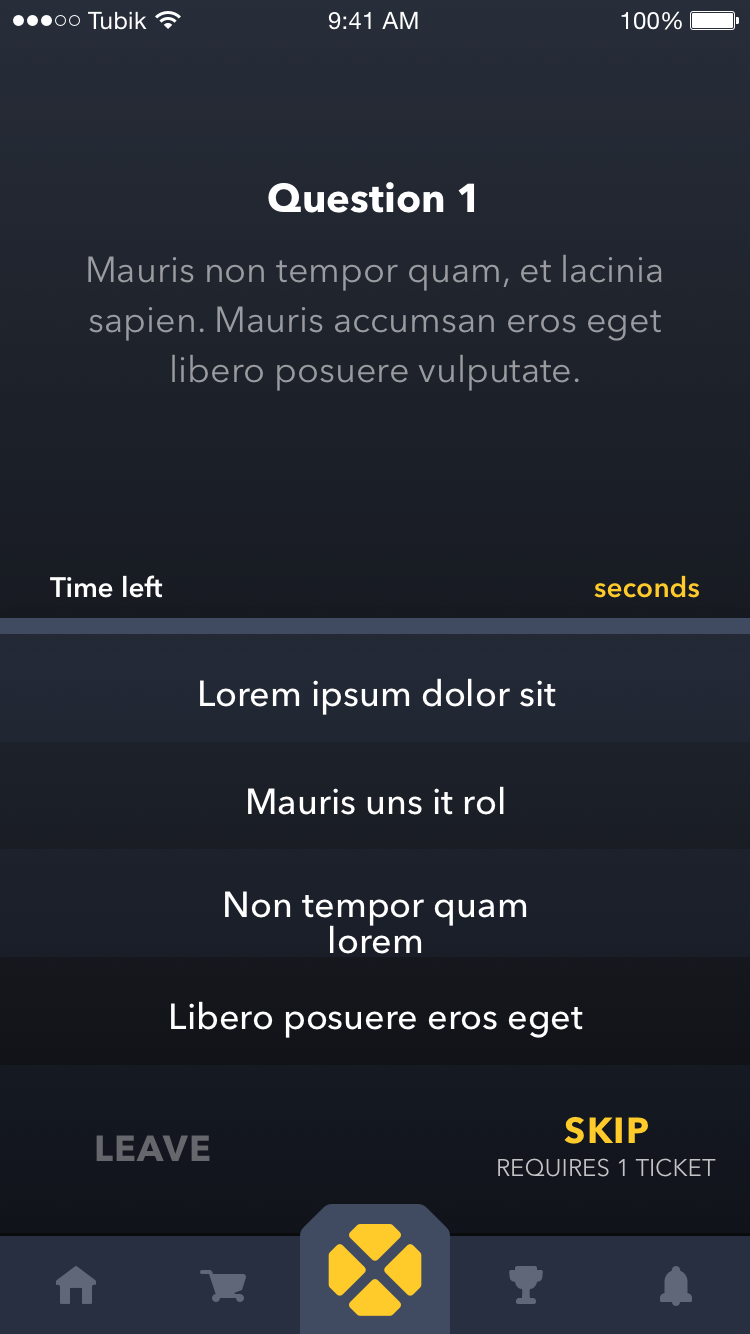 Tubik 9:41 AM 100%
Question 1
Mauris non tempor quam, et lacinia
sapien. Mauris accumsan eros eget
libero posuere vulputate.
Time left seconds
Lorem ipsum dolor sit
Mauris uns it rol
Non tempor quam
lorem
Libero posuere eros eget
LEAVE
SKIP
REQUIRES 1 TICKET